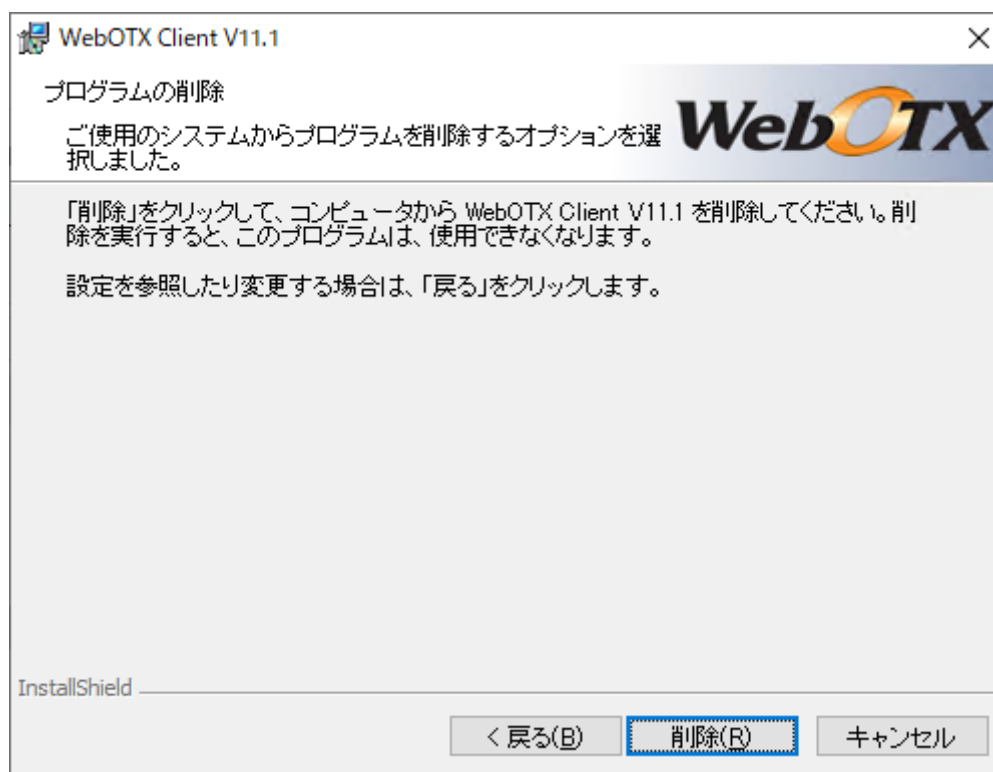 WebOTX Client V11.1
プログラムの削除
WebOTX
ご使用のシステムからプログラムを削除するオプションを選
択しました。
「削除」をクリックして、コンピュータから WebOTX Client V11.1 を削除してください。削
除を実行すると、このプログラムは、使用できなくなります。
設定を参照したり変更する場合は、「戻る」をクリックします。
InstallShield
< 戻る(B)
削除(R)
キャンセル